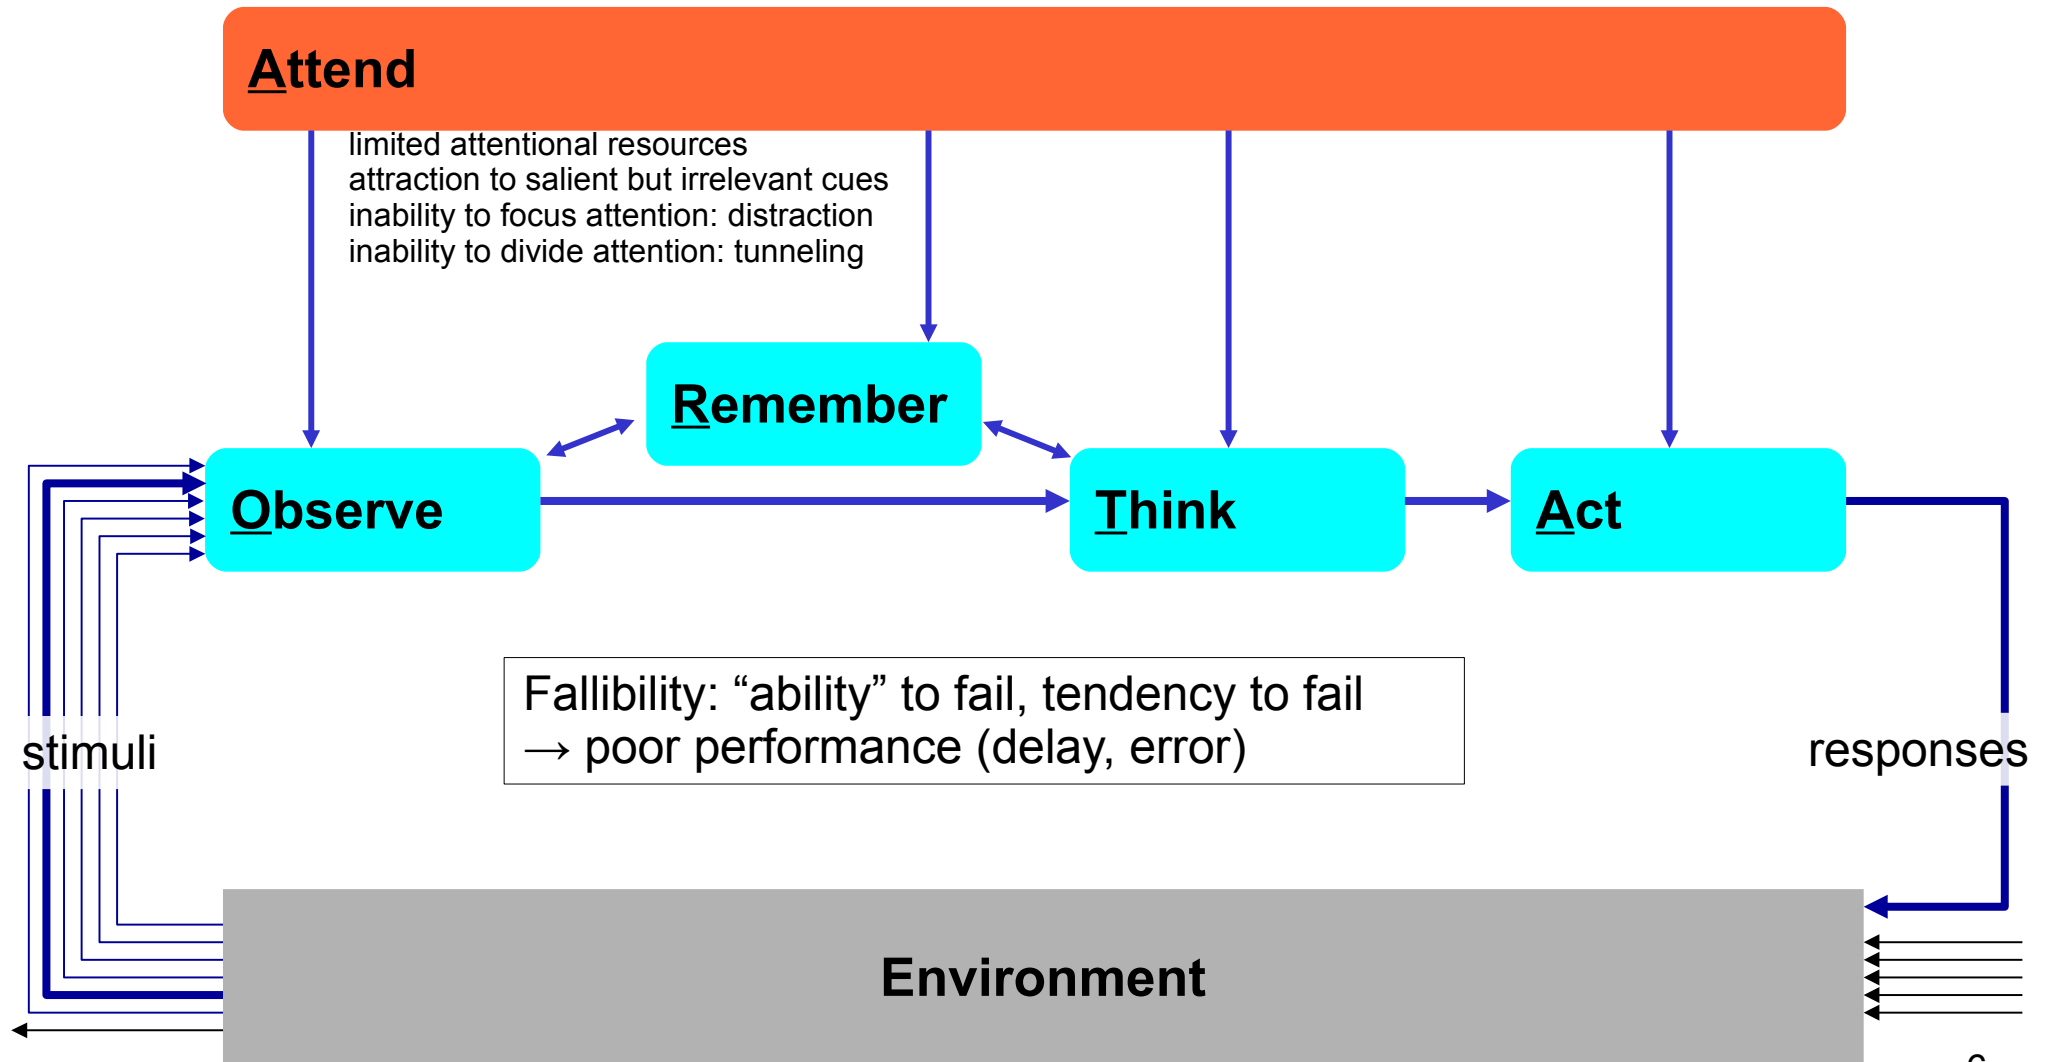 Attend
limited attentional resources
attraction to salient but irrelevant cues
inability to focus attention: distraction
inability to divide attention: tunneling
Remember
Observe
Think
Act
Fallibility: “ability” to fail, tendency to fail
→ poor performance (delay, error)
stimuli
responses
Environment